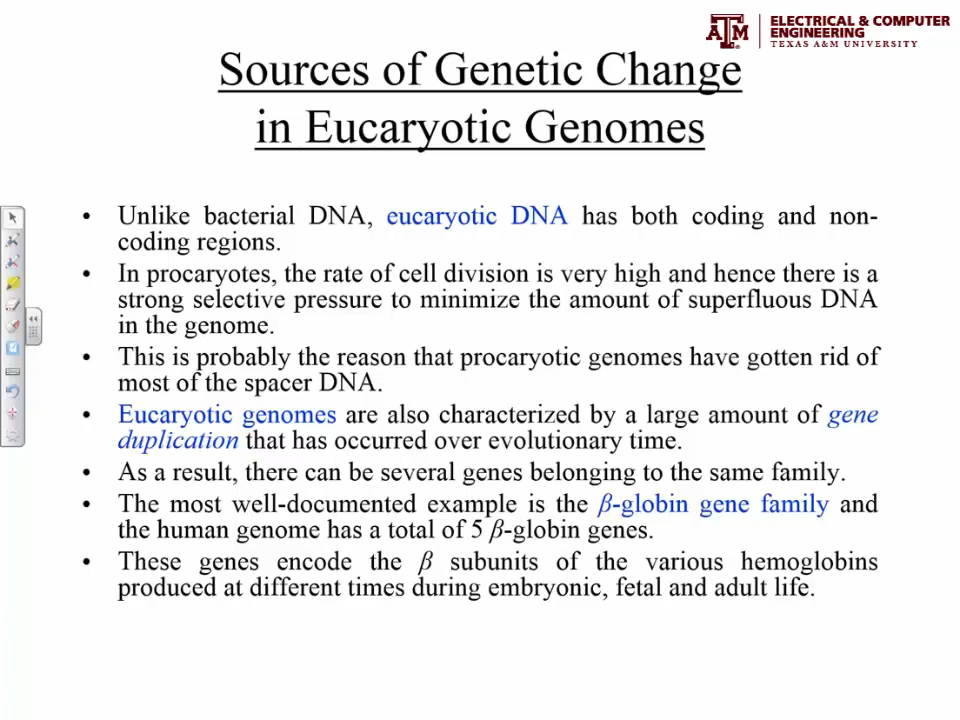 ELECTRICAL & COMPUTER
ENGINEERING
TEXAS A&M UNIVERSITY
Sources of Genetic Change
in Eucaryotic Genomes
• Unlike bacterial DNA, eucaryotic DNA has both coding and non-
coding regions.
• In procaryotes, the rate of cell division is very high and hence there is a
strong selective pressure to minimize the amount of superfluous DNA
in the genome.
• This is probably the reason that procaryotic genomes have gotten rid of
most of the spacer DNA.
• Eucaryotic genomes are also characterized by a large amount of gene
duplication that has occurred over evolutionary time.
• As a result, there can be several genes belonging to the same family.
• The most well-documented example is the β-globin gene family and
the human genome has a total of 5 β-globin genes.
• These genes encode the β subunits of the various hemoglobins
produced at different times during embryonic, fetal and adult life.